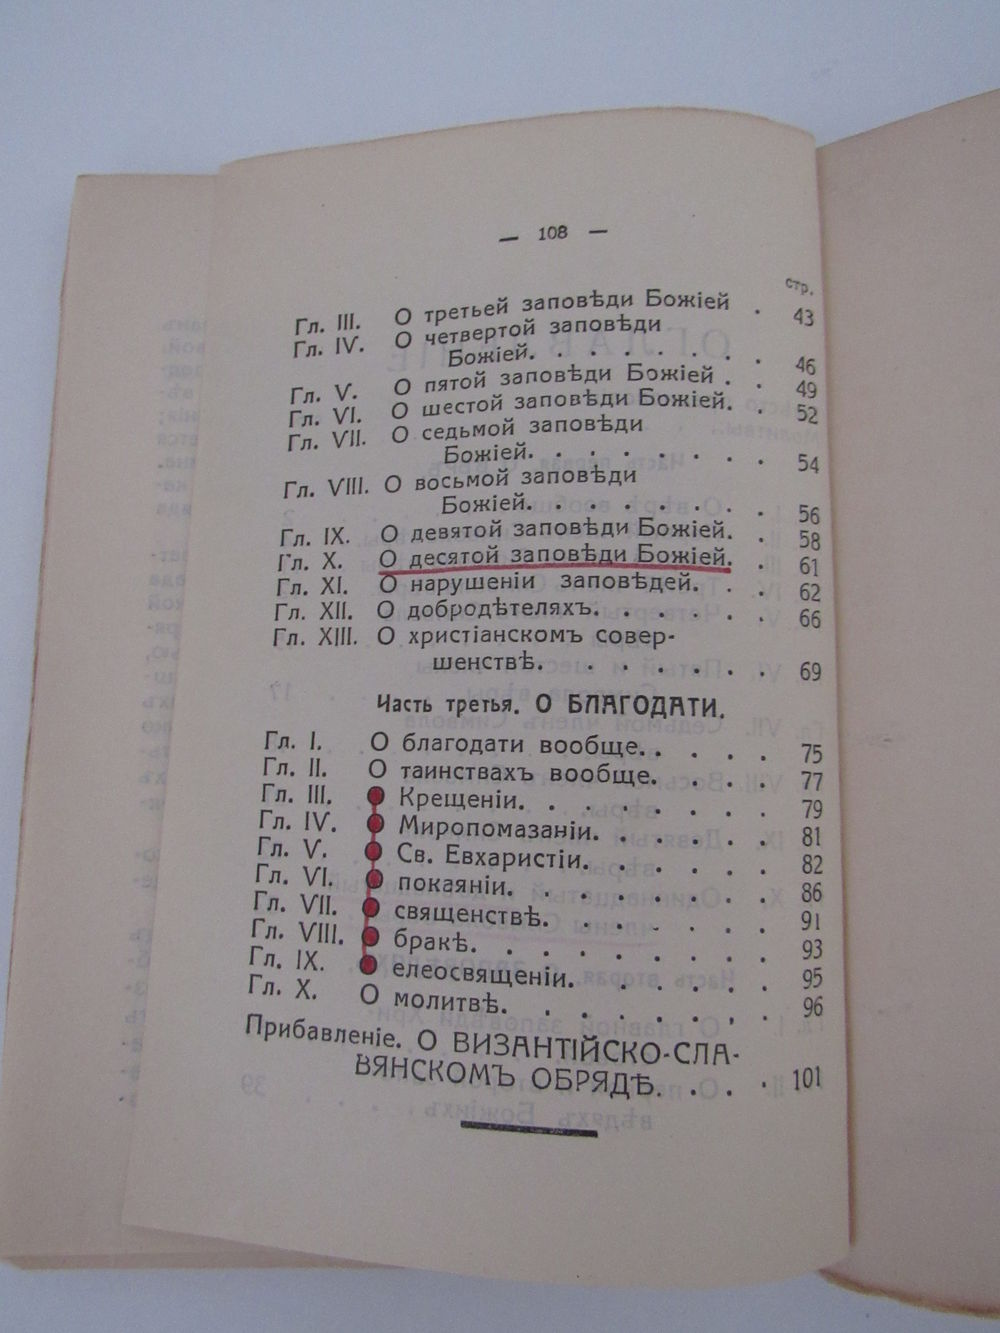 — 108 —
стр.
Гл. III. О третьей заповѣди Божіей . 43
Гл. IV. О четвертой заповѣди
Божіей. . . . . . . . 46
Гл. V. О пятой заповѣди Божіей . . 49
Гл. VI. О шестой заповѣди Божіей. . 52
Гл. VII. О седьмой заповѣди
Божіей. . . . . . . . 54
Гл. VIII. О восьмой заповѣди
Божіей. . . . . . . . 56
Гл. IX. О девятой заповѣди Божіей. . 58
Гл. X. О десятой заповѣди Божіей. . 61
Гл. XI. О нарушеніи заповѣдей. . . 62
Гл. XII. О добродѣтеляхъ. . . . . . 66
Гл. XIII. О христіанскомъ совер-
шенствѣ. . . . . . . 69
Часть третья. О БЛАГОДАТИ.
Гл. I. О благодати вообще. . . . . 75
Гл. II. О таинствахъ вообще. . . . 77
Гл. III. О Крещеніи. . . . . . . . 79
Гл. IV. О Миропомазаніи. . . . . . 81
Гл. V. О Св. Евхаристіи. . . . . . 82
Гл. VI. О покаяніи. . . . . . . . 86
Гл. VII. О священствѣ. . . . . . . 91
Гл. VIII. О бракѣ. . . . . . . . . 93
Гл. IX. О елеосвященіи. . . . . . 95
Гл. X. О молитвѣ. . . . . . . . 96
Прибавленіе. О ВИЗАНТІЙСКО-СЛА-
ВЯНСКОМЪ ОБРЯДѢ. . . . . 101